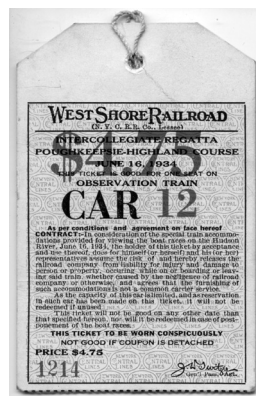 WEST SHORE RAILROAD
(N. Y. C. R. R. Co., Lessee)
INTERCOLLEGIATE REGATTA
POUGHKEEPSIE-HIGHLAND COURSE
$4.75
JUNE 16, 1934
THIS TICKET IS GOOD FOR ONE SEAT ON
OBSERVATION TRAIN
CAR 12
As per conditions and agreement on face hereof
CONTRACT:—In consideration of the special train accommo-
dations provided for viewing the boat races on the Hudson
River, June 16, 1934, the holder of this ticket by acceptance
and use thereof, does for himself (or herself) and his (or her)
representatives assume the risk of and hereby releases the
railroad company from liability for injury and damage to
person or property, occuring while on or boarding or leav-
ing said train, whether caused by the negligence of railroad
company or otherwise, and agrees that the furnishing of
such accommodations is not a common carrier service.
As the capacity of this car is limited, and as reservation
in such car has been made on this ticket, it will not be
redeemed if unused.
This ticket will not be good on any other date than
that specified hereon, nor will it be redeemed in case of post-
ponement of the boat races.
THIS TICKET TO BE WORN CONSPICUOUSLY
NOT GOOD IF COUPON IS DETACHED
PRICE $4.75
1214